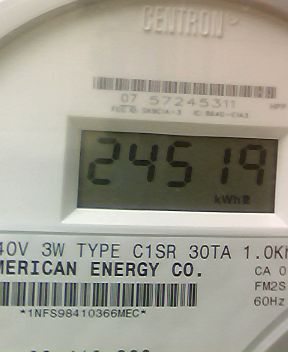 CENTRON
07 57245311
24519
kWh
40V 3W TYPE C1SR 30TA 1.0Kh
MERICAN ENERGY CO.
CA 0
FM2S
60Hz
*1NFS98410366MEC*